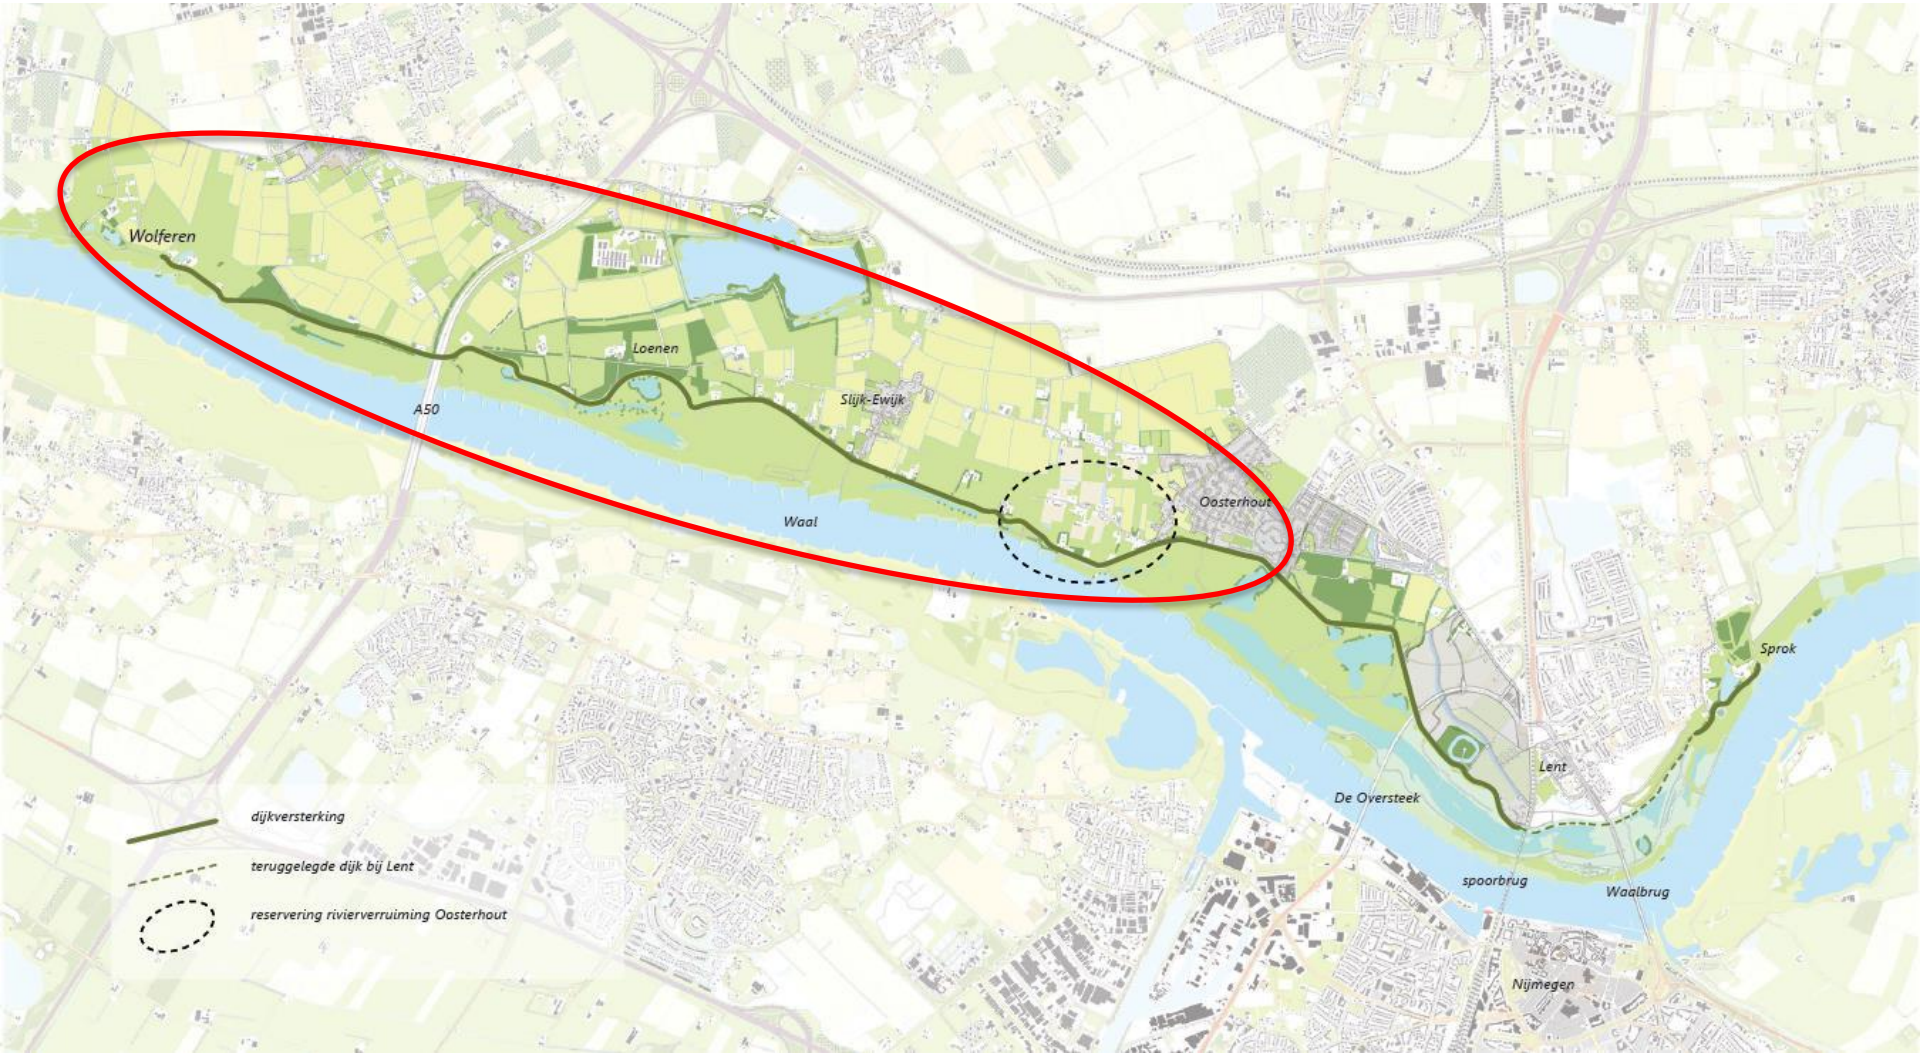 Wolferen
Loenen
A50
Slijk-Ewijk
Waal
Oosterhout
Sprok
Lent
De Oversteek
spoorbrug
Waalbrug
Nijmegen
dijkversterking
teruggelegde dijk bij Lent
reservering rivierverruiming Oosterhout